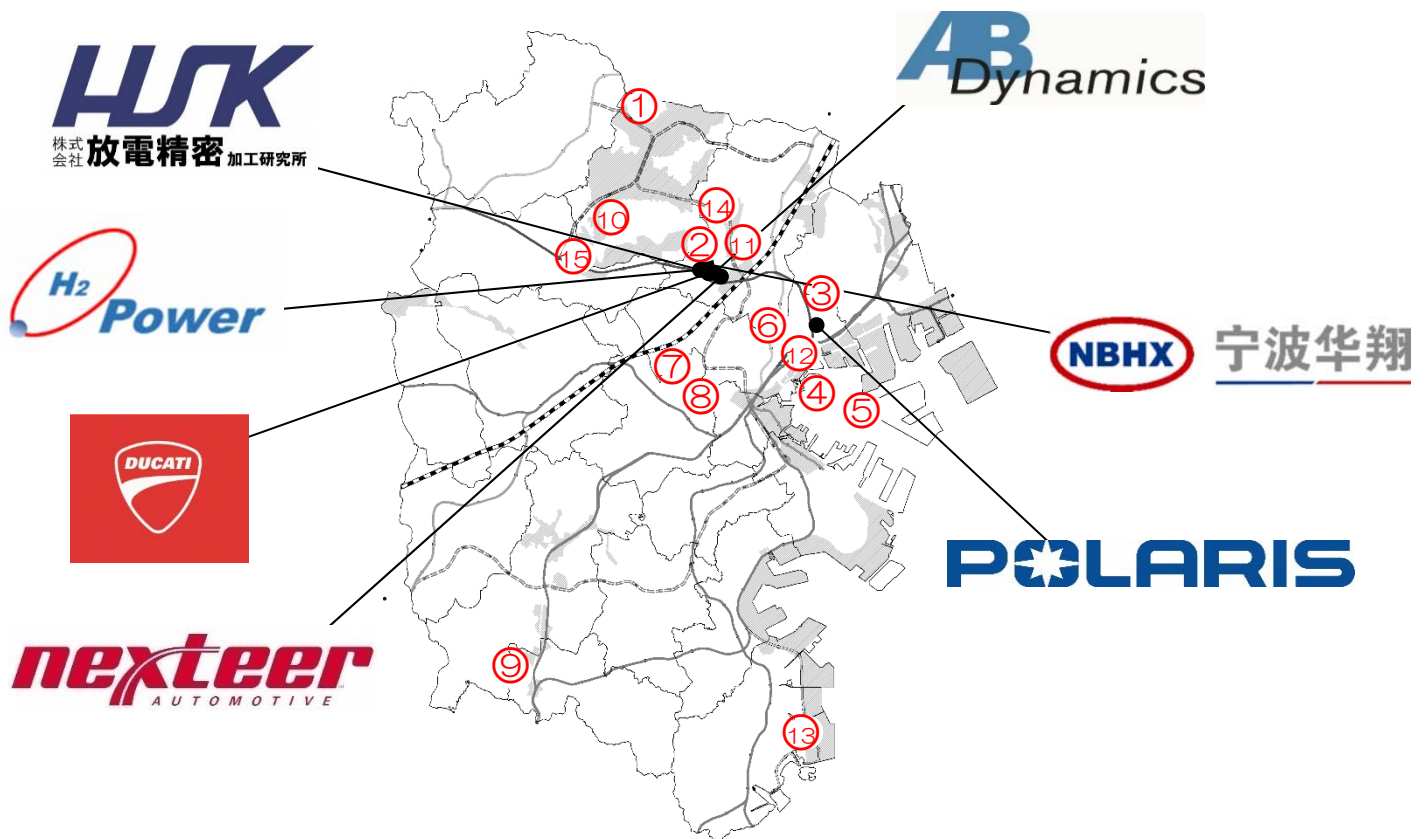 HSK
株式
会社 放電精密 加工研究所
AB
Dynamics
①
⑭
⑩
②
⑪
⑮
H2
Power
③
⑥
NBHX 宁波华翔
⑫
⑦
④
⑧
⑤
DUCATI
POLARIS
nexteer
AUTOMOTIVE
⑨
⑬